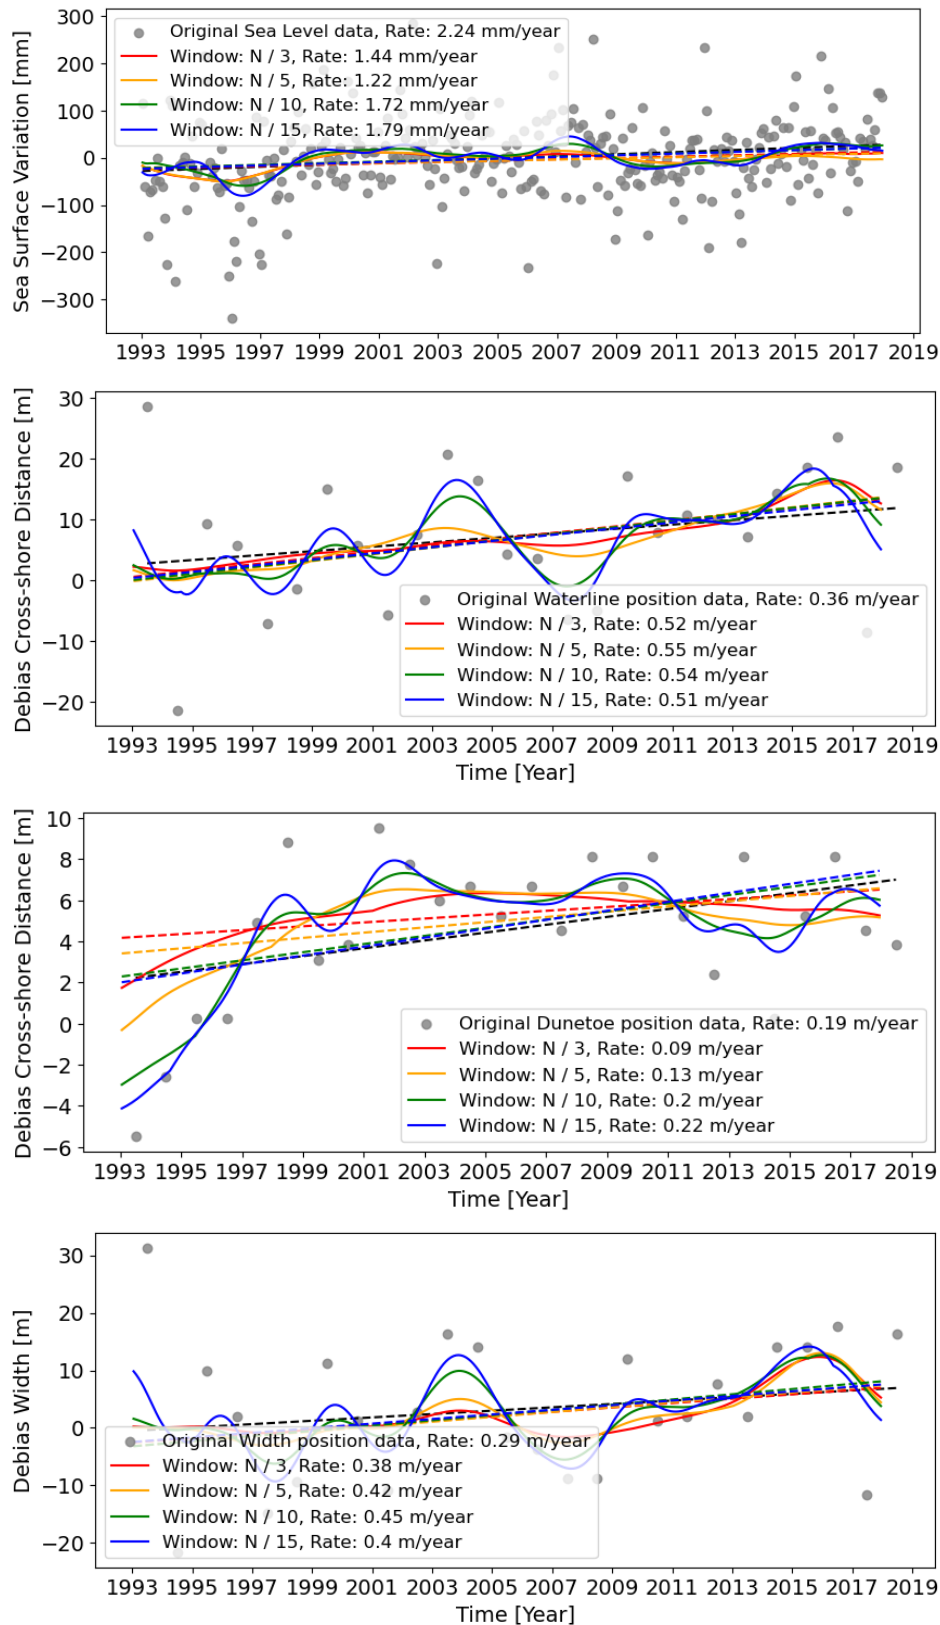 300
200
100
0
−100
−200
−300
Sea Surface Variation [mm]
Original Sea Level data, Rate: 2.24 mm/year
Window: N / 3, Rate: 1.44 mm/year
Window: N / 5, Rate: 1.22 mm/year
Window: N / 10, Rate: 1.72 mm/year
Window: N / 15, Rate: 1.79 mm/year
1993 1995 1997 1999 2001 2003 2005 2007 2009 2011 2013 2015 2017 2019
30
20
10
0
−10
−20
Debias Cross-shore Distance [m]
Original Waterline position data, Rate: 0.36 m/year
Window: N / 3, Rate: 0.52 m/year
Window: N / 5, Rate: 0.55 m/year
Window: N / 10, Rate: 0.54 m/year
Window: N / 15, Rate: 0.51 m/year
1993 1995 1997 1999 2001 2003 2005 2007 2009 2011 2013 2015 2017 2019
Time [Year]
10
8
6
4
2
0
−2
−4
−6
Debias Cross-shore Distance [m]
Original Dunetoe position data, Rate: 0.19 m/year
Window: N / 3, Rate: 0.09 m/year
Window: N / 5, Rate: 0.13 m/year
Window: N / 10, Rate: 0.2 m/year
Window: N / 15, Rate: 0.22 m/year
1993 1995 1997 1999 2001 2003 2005 2007 2009 2011 2013 2015 2017 2019
Time [Year]
30
20
10
0
−10
−20
Debias Width [m]
Original Width position data, Rate: 0.29 m/year
Window: N / 3, Rate: 0.38 m/year
Window: N / 5, Rate: 0.42 m/year
Window: N / 10, Rate: 0.45 m/year
Window: N / 15, Rate: 0.4 m/year
1993 1995 1997 1999 2001 2003 2005 2007 2009 2011 2013 2015 2017 2019
Time [Year]